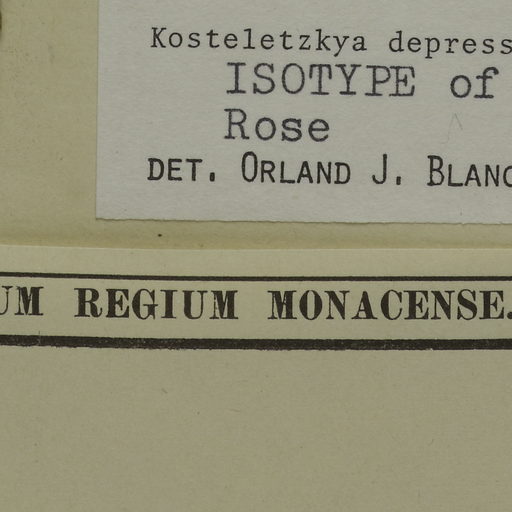 Kosteletzkya depress
ISOTYPE of
Rose
DET. ORLAND J. BLANC
UM REGIUM MONACENSE.